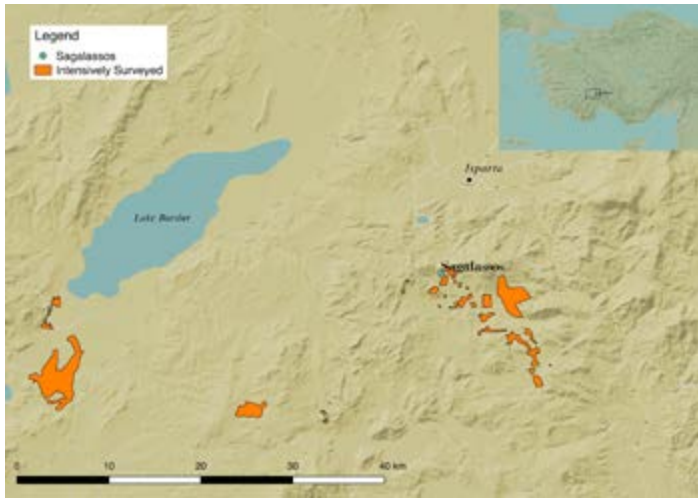 Legend
Sagalassos
Intensively Surveyed
Isparta
Lake Burdur
Sagalassos
0 10 20 30 40 km